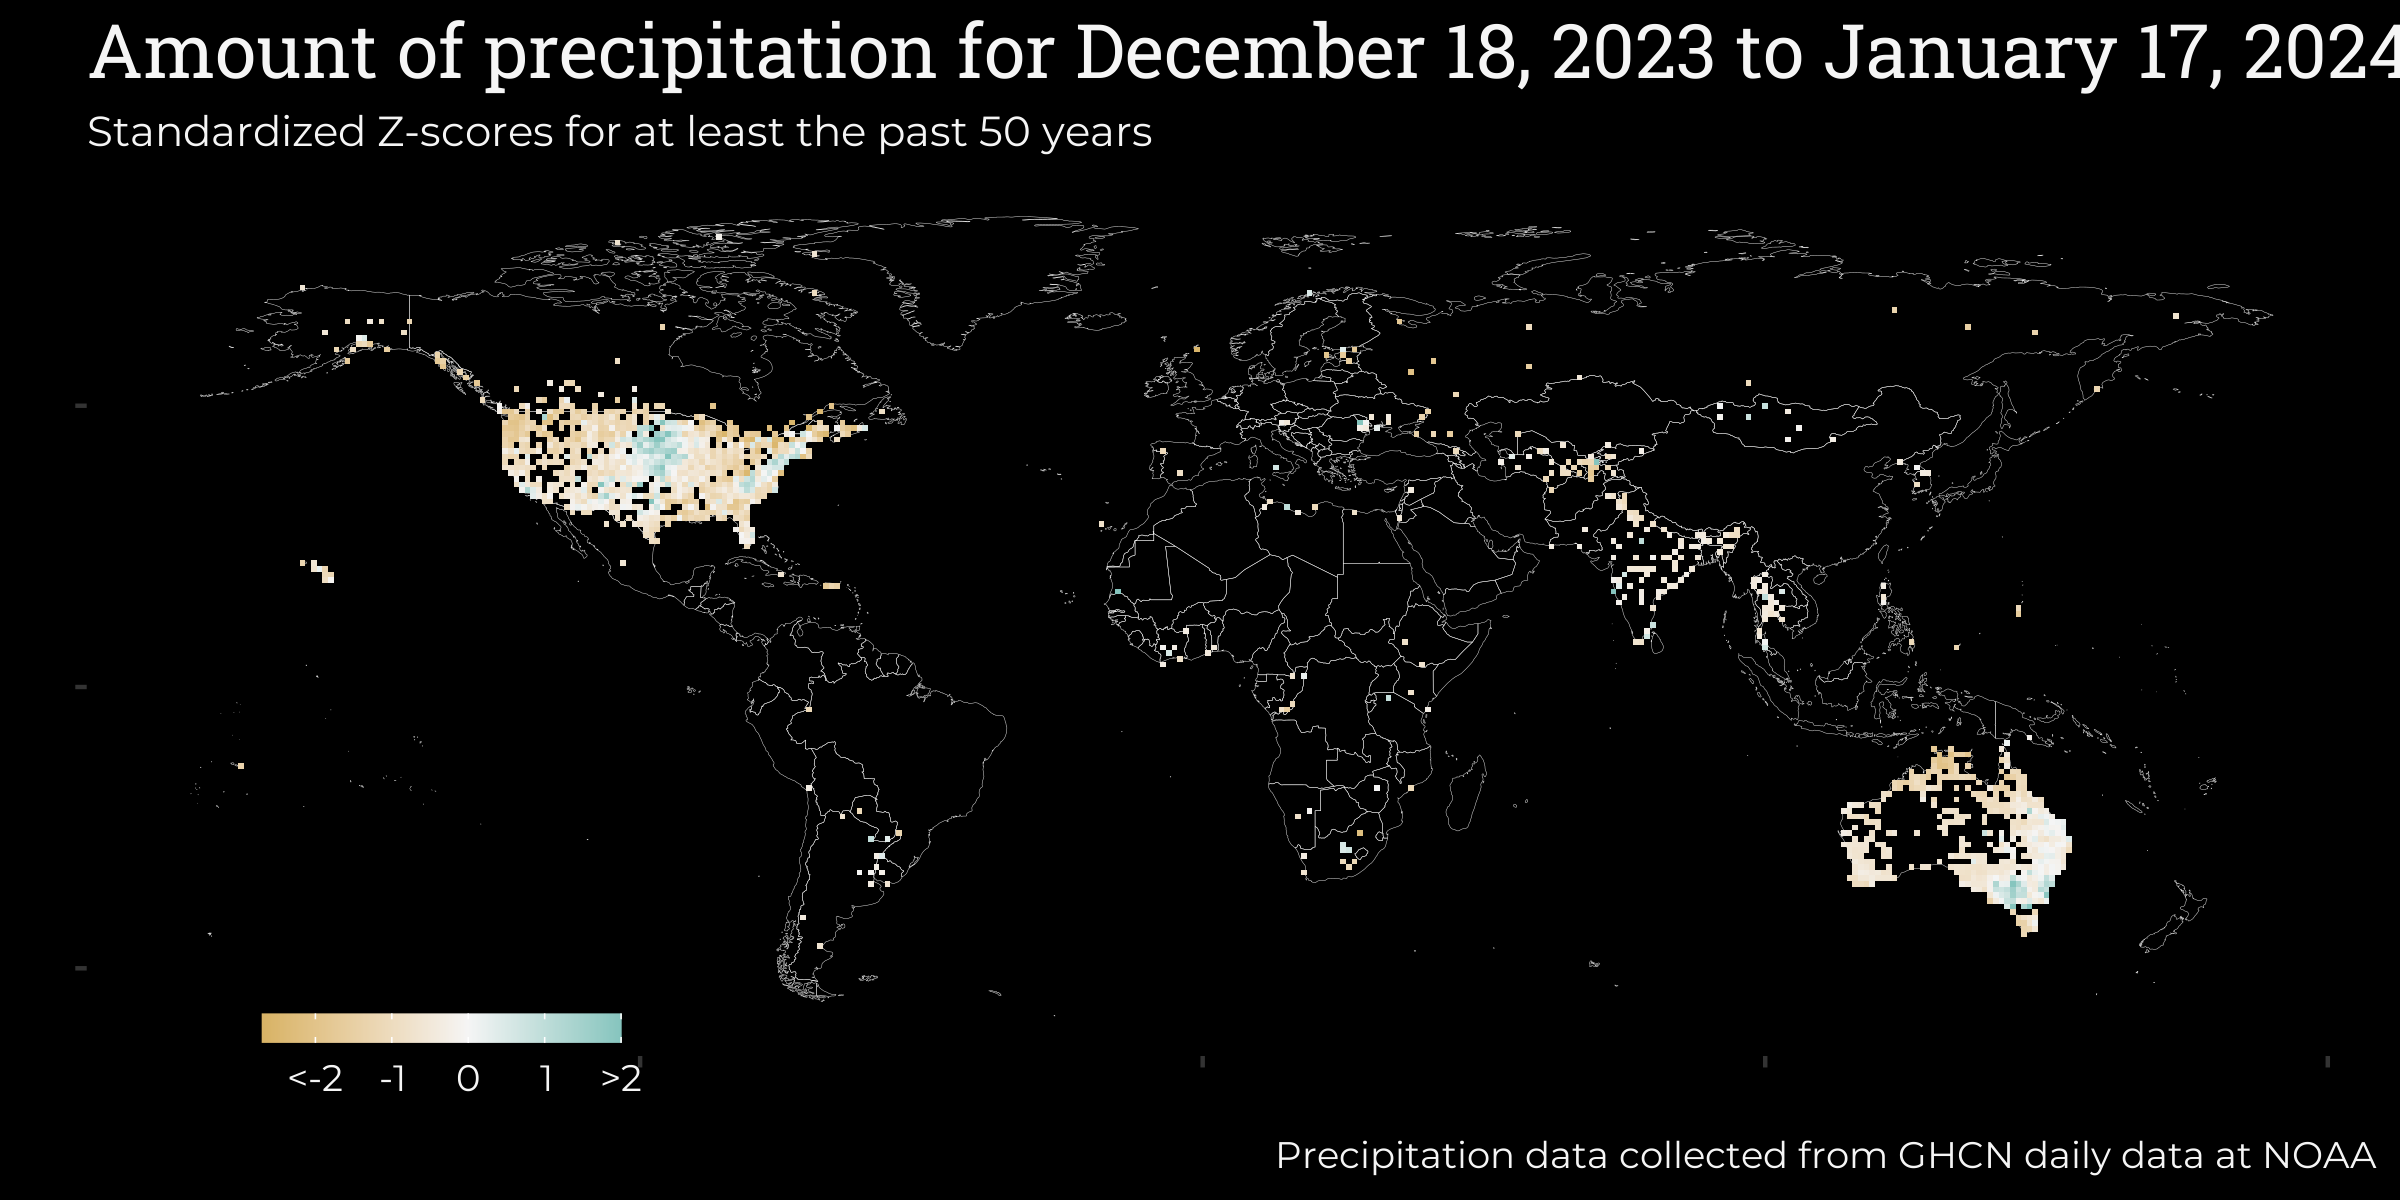 Amount of precipitation for December 18, 2023 to January 17, 2024
Standardized Z-scores for at least the past 50 years
<-2 -1 0 1 >2
Precipitation data collected from GHCN daily data at NOAA